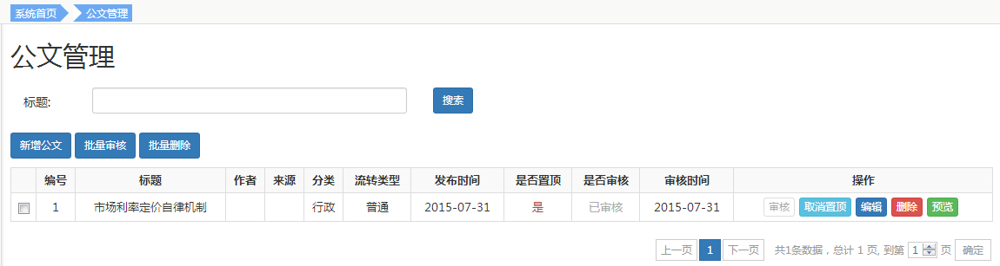 系统首页 公文管理
公文管理
标题: 搜索
新增公文 批量审核 批量删除
编号 标题 作者 来源 分类 流转类型 发布时间 是否置顶 是否审核 审核时间 操作
1 市场利率定价自律机制 行政 普通 2015-07-31 是 已审核 2015-07-31 审核 取消置顶 编辑 删除 预览
上一页 1 下一页 共1条数据，总计 1 页, 到第 1 页 确定